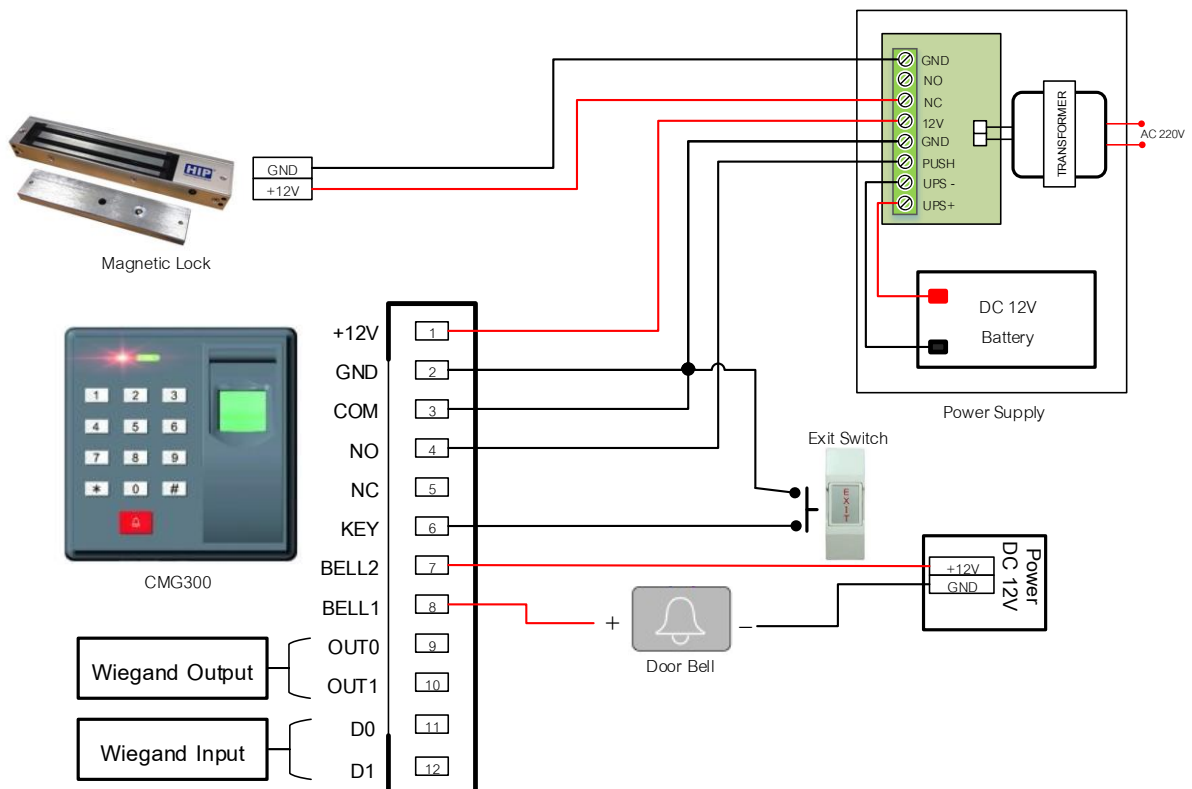 GND
NO
NC
12V
GND
PUSH
UPS -
UPS+
TRANSFORMER
AC 220V
HIP
GND
+12V
Magnetic Lock
DC 12V
Battery
Power Supply
+12V
GND
COM
NO
NC
KEY
BELL2
BELL1
OUT0
OUT1
D0
D1
1
2
3
4
5
6
7
8
9
10
11
12
1 2 3
4 5 6
7 8 9
* 0 #
CMG300
Exit Switch
EXIT
+12V
GND
Power
DC 12V
+
–
Door Bell
Wiegand Output
Wiegand Input